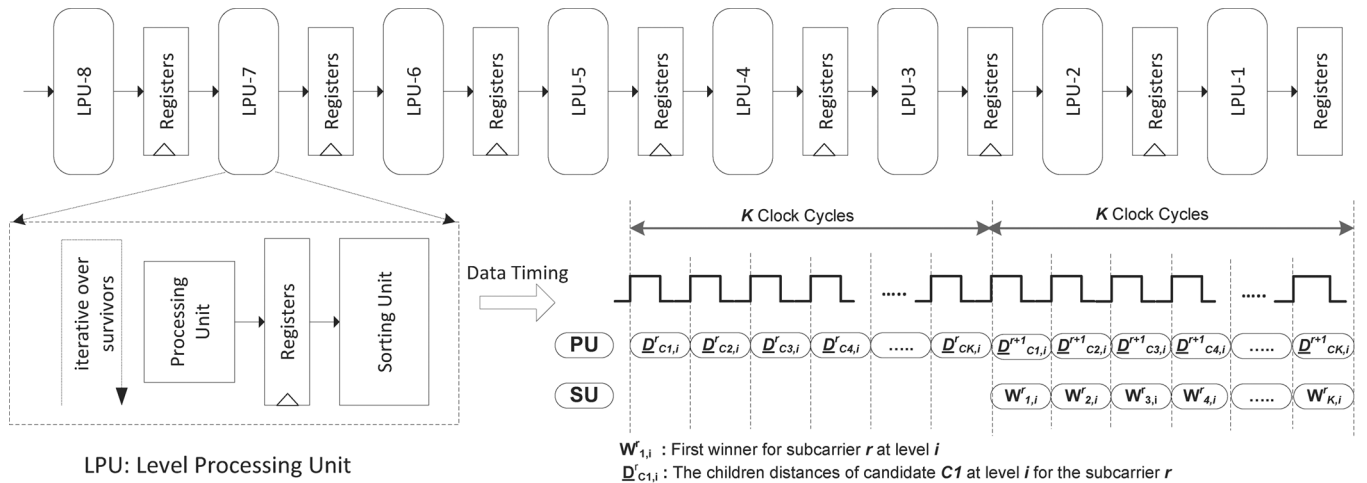 LPU-8
Registers
LPU-7
Registers
LPU-6
Registers
LPU-5
Registers
LPU-4
Registers
LPU-3
Registers
LPU-2
Registers
LPU-1
Registers
iterative over
survivors
Processing
Unit
Registers
Sorting Unit
LPU: Level Processing Unit
Data Timing
K Clock Cycles
K Clock Cycles
.....
.....
PU
D^r_C1,i
D^r_C2,i
D^r_C3,i
D^r_C4,i
.....
D^r_CK,i
D^r+1_C1,i
D^r+1_C2,i
D^r+1_C3,i
D^r+1_C4,i
.....
D^r+1_CK,i
SU
W^r_1,i
W^r_2,i
W^r_3,i
W^r_4,i
.....
W^r_K,i
W^r_1,i : First winner for subcarrier r at level i
D^r_C1,i : The children distances of candidate C1 at level i for the subcarrier r